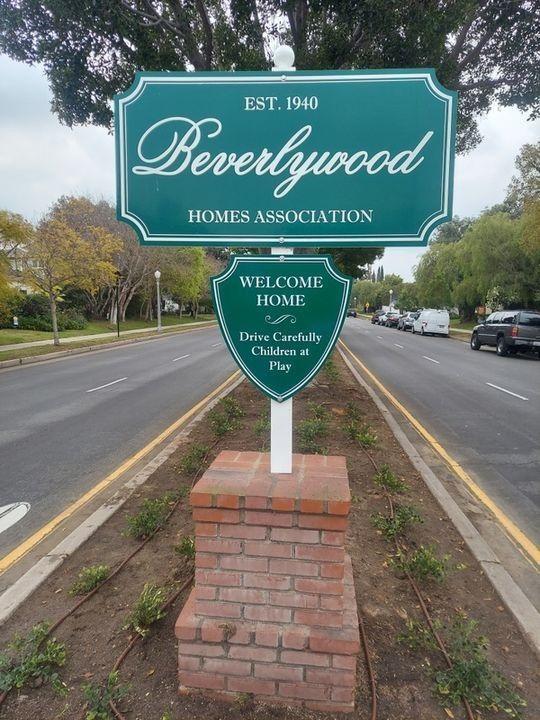 EST. 1940
Beverlywood
HOMES ASSOCIATION
WELCOME
HOME
Drive Carefully
Children at
Play